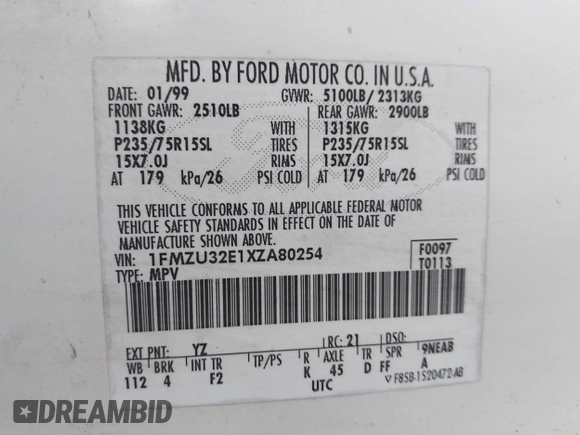 MFD. BY FORD MOTOR CO. IN U.S.A.
DATE: 01/99 GVWR: 5100LB/ 2313KG
FRONT GAWR: 2510LB REAR GAWR: 2900LB
1138KG WITH 1315KG WITH
P235/75R15SL TIRES P235/75R15SL TIRES
15X7.0J RIMS 15X7.0J RIMS
AT 179 kPa/26 PSI COLD AT 179 kPa/26 PSI COLD
THIS VEHICLE CONFORMS TO ALL APPLICABLE FEDERAL MOTOR
VEHICLE SAFETY STANDARDS IN EFFECT ON THE DATE OF
MANUFACTURE SHOWN ABOVE.
VIN: 1FMZU32E1XZA80254 F0097
TYPE: MPV T0113
EXT PNT: YZ RC: 21 DSO:
WB BRK INT TR TP/PS R AXLE TR SPR 9NEAB
112 4 F2 K 45 D FF A
UTC F85B-1520472-AB
DREAMBID